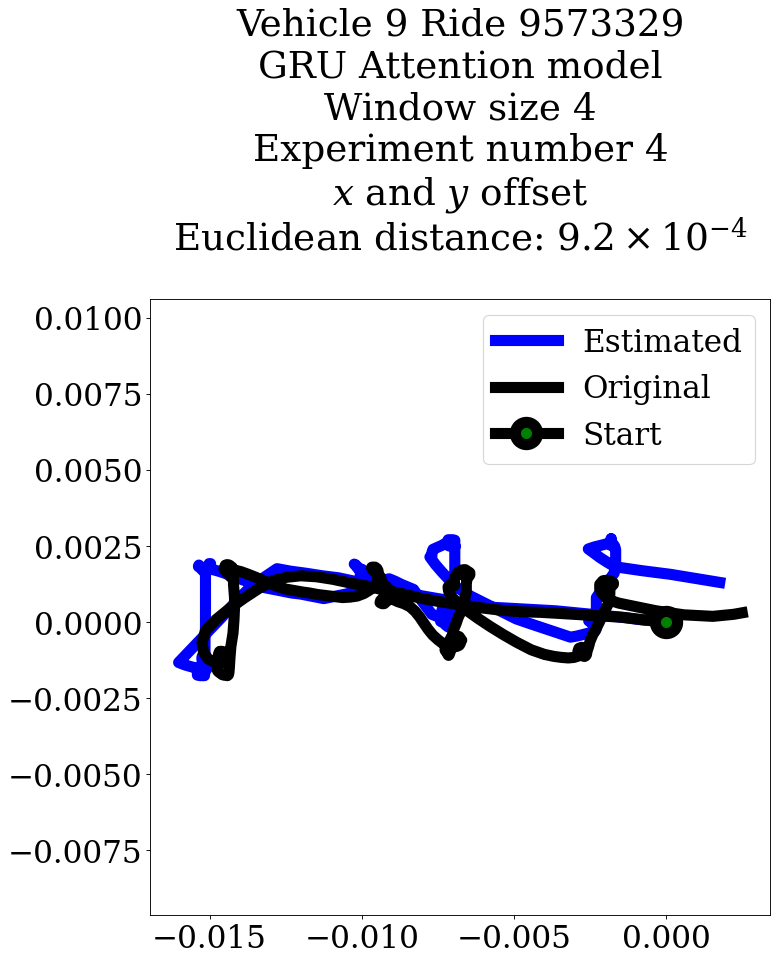 Vehicle 9 Ride 9573329
GRU Attention model
Window size 4
Experiment number 4
x and y offset
Euclidean distance: 9.2 × 10⁻⁴
Estimated
Original
Start
0.0100
0.0075
0.0050
0.0025
0.0000
−0.0025
−0.0050
−0.0075
−0.015 −0.010 −0.005 0.000